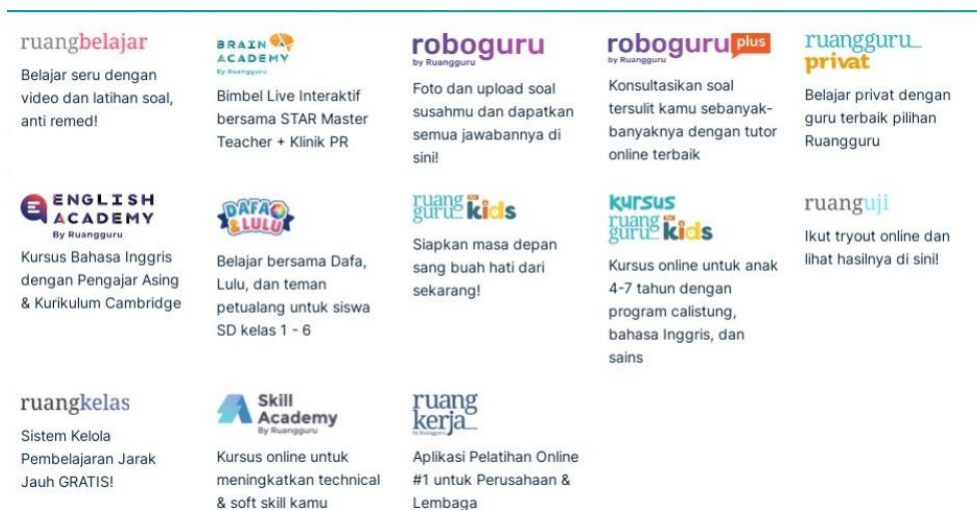 ruangbelajar
Belajar seru dengan
video dan latihan soal,
anti remed!
BRAIN
ACADEMY
By Ruangguru
Bimbel Live Interaktif
bersama STAR Master
Teacher + Klinik PR
roboguru
by Ruangguru
Foto dan upload soal
susahmu dan dapatkan
semua jawabannya di
sini!
roboguru plus
by Ruangguru
Konsultasikan soal
tersulit kamu sebanyak-
banyaknya dengan tutor
online terbaik
ruangguru
privat
Belajar privat dengan
guru terbaik pilihan
Ruangguru
ENGLISH
ACADEMY
By Ruangguru
Kursus Bahasa Inggris
dengan Pengajar Asing
& Kurikulum Cambridge
DAFA
& LULU
Belajar bersama Dafa,
Lulu, dan teman
petualang untuk siswa
SD kelas 1 - 6
ruang
guru kids
Siapkan masa depan
sang buah hati dari
sekarang!
kursus
ruang
guru kids
Kursus online untuk anak
4-7 tahun dengan
program calistung,
bahasa Inggris, dan
sains
ruanguji
Ikut tryout online dan
lihat hasilnya di sini!
ruangkelas
Sistem Kelola
Pembelajaran Jarak
Jauh GRATIS!
Skill
Academy
By Ruangguru
Kursus online untuk
meningkatkan technical
& soft skill kamu
ruang
kerja
Aplikasi Pelatihan Online
#1 untuk Perusahaan &
Lembaga